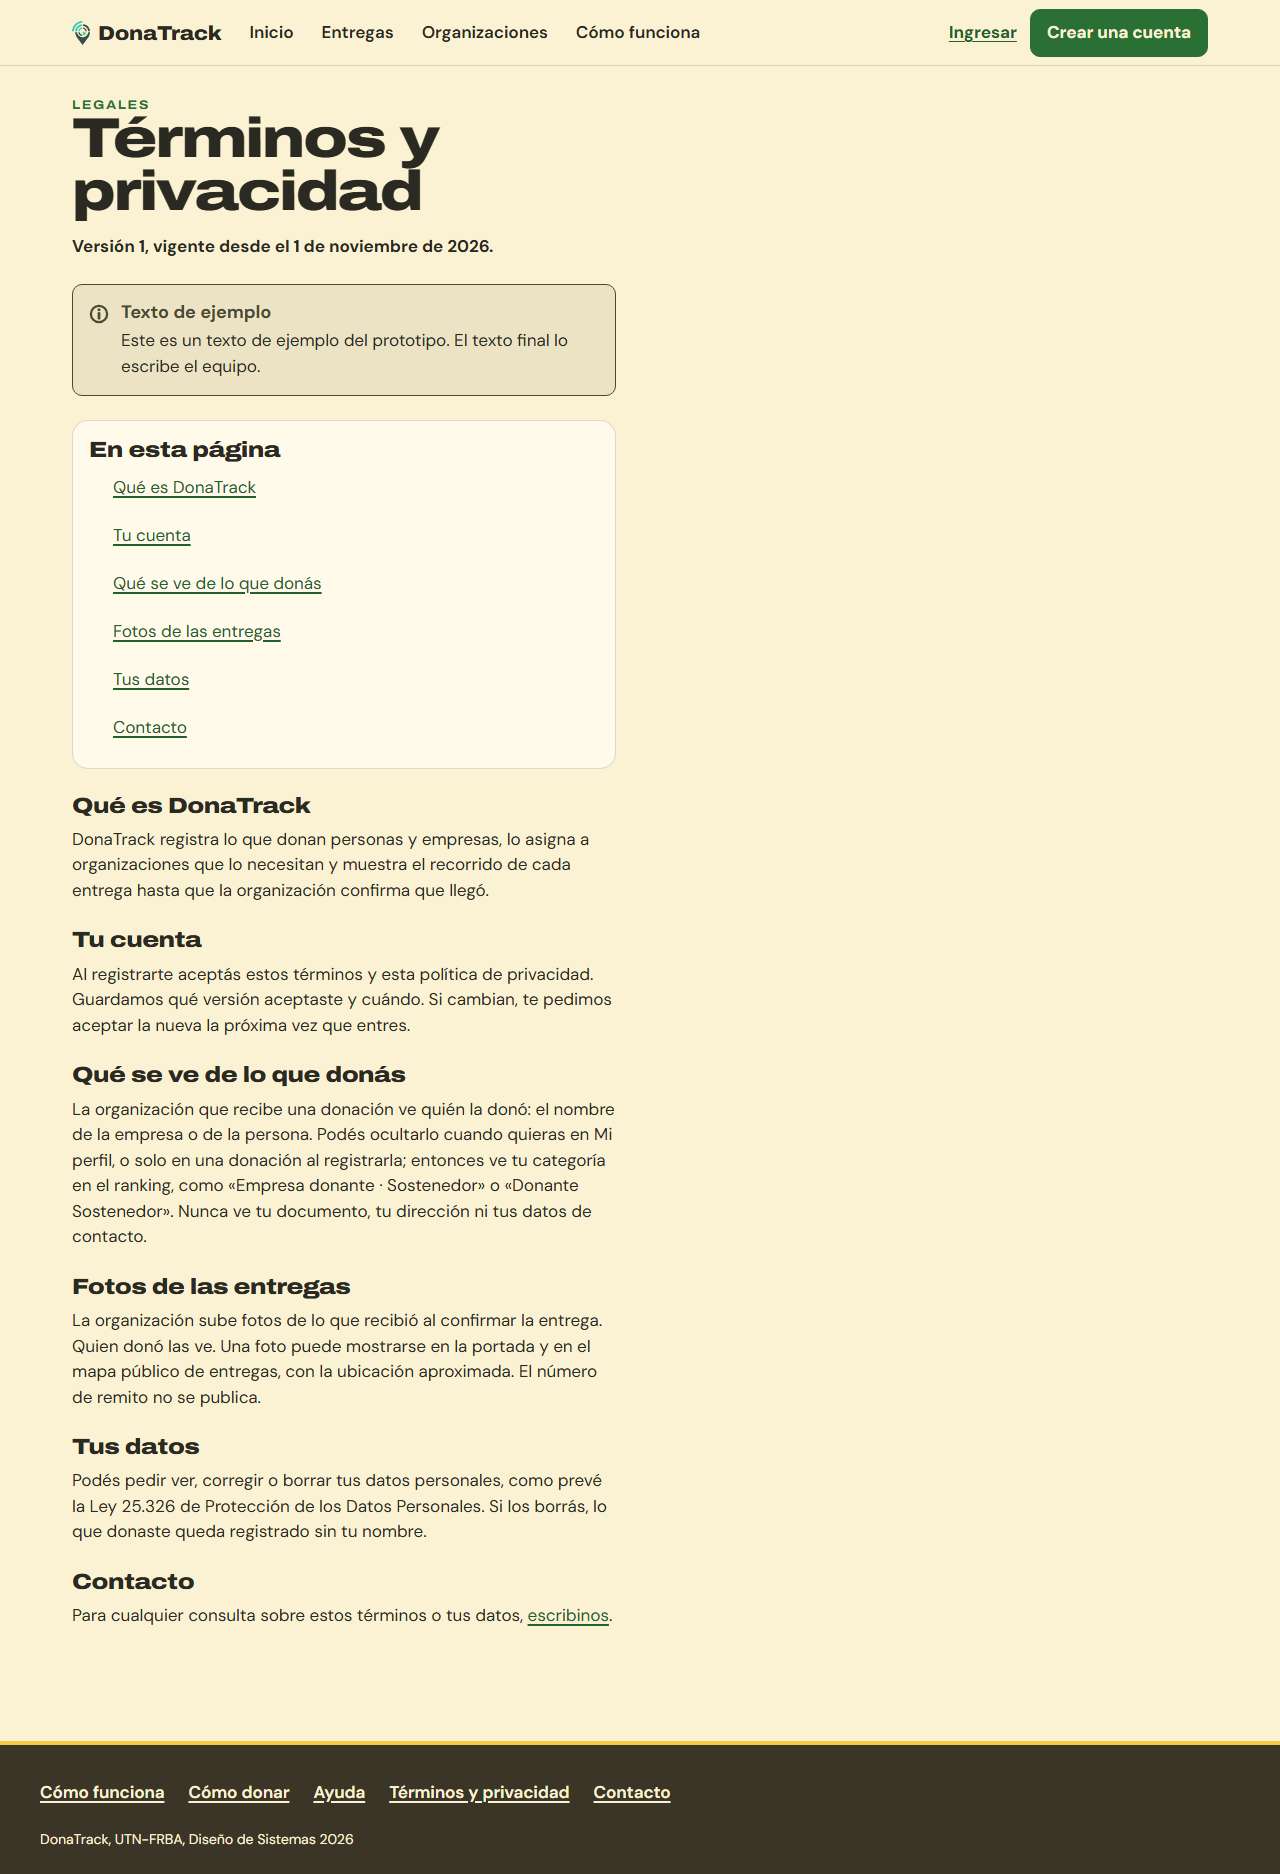 DonaTrack Inicio Entregas Organizaciones Cómo funciona Ingresar Crear una cuenta
LEGALES
Términos y
privacidad
Versión 1, vigente desde el 1 de noviembre de 2026.
Texto de ejemplo
Este es un texto de ejemplo del prototipo. El texto final lo
escribe el equipo.
En esta página
Qué es DonaTrack
Tu cuenta
Qué se ve de lo que donás
Fotos de las entregas
Tus datos
Contacto
Qué es DonaTrack
DonaTrack registra lo que donan personas y empresas, lo asigna a
organizaciones que lo necesitan y muestra el recorrido de cada
entrega hasta que la organización confirma que llegó.
Tu cuenta
Al registrarte aceptás estos términos y esta política de privacidad.
Guardamos qué versión aceptaste y cuándo. Si cambian, te pedimos
aceptar la nueva la próxima vez que entres.
Qué se ve de lo que donás
La organización que recibe una donación ve quién la donó: el nombre
de la empresa o de la persona. Podés ocultarlo cuando quieras en Mi
perfil, o solo en una donación al registrarla; entonces ve tu categoría
en el ranking, como «Empresa donante · Sostenedor» o «Donante
Sostenedor». Nunca ve tu documento, tu dirección ni tus datos de
contacto.
Fotos de las entregas
La organización sube fotos de lo que recibió al confirmar la entrega.
Quien donó las ve. Una foto puede mostrarse en la portada y en el
mapa público de entregas, con la ubicación aproximada. El número
de remito no se publica.
Tus datos
Podés pedir ver, corregir o borrar tus datos personales, como prevé
la Ley 25.326 de Protección de los Datos Personales. Si los borrás, lo
que donaste queda registrado sin tu nombre.
Contacto
Para cualquier consulta sobre estos términos o tus datos, escribinos.
Cómo funciona Cómo donar Ayuda Términos y privacidad Contacto
DonaTrack, UTN-FRBA, Diseño de Sistemas 2026